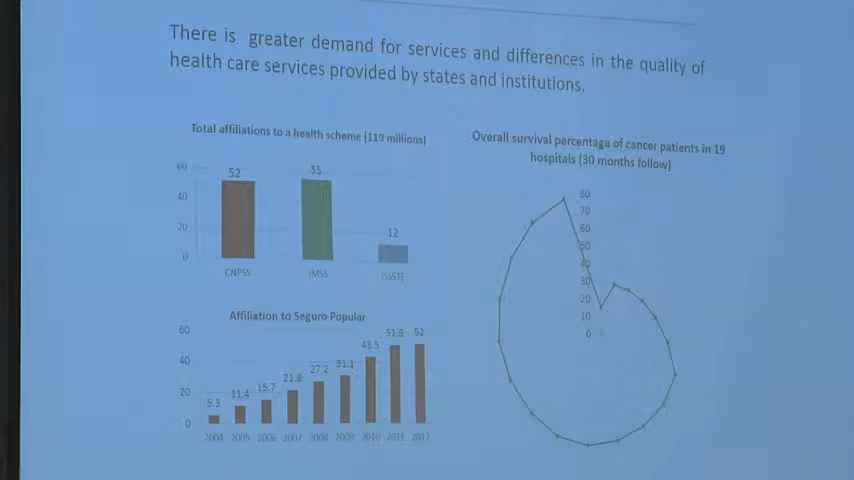 There is greater demand for services and differences in the quality of
health care services provided by states and institutions.
Total affiliations to a health scheme (119 millions)
60
40
20
0
52
55
12
CNPSS
IMSS
ISSSTE
Affiliation to Seguro Popular
60
40
20
0
5.3
11.4
15.7
21.8
27.2
31.1
43.5
51.8
52
2004 2005 2006 2007 2008 2009 2010 2011 2012
Overall survival percentage of cancer patients in 19
hospitals (30 months follow)
80
70
60
50
40
30
20
10
0